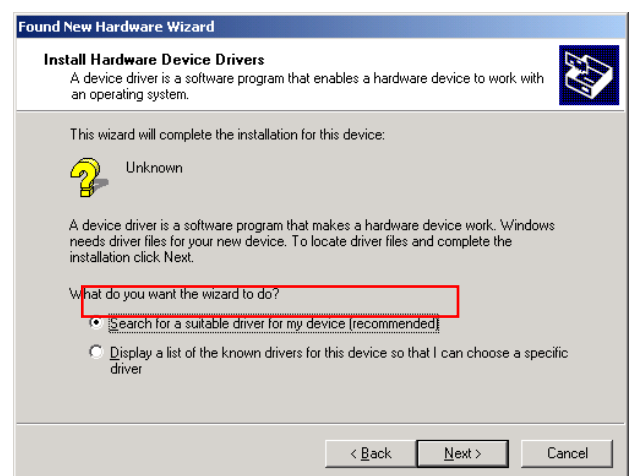 Found New Hardware Wizard
Install Hardware Device Drivers
A device driver is a software program that enables a hardware device to work with
an operating system.
This wizard will complete the installation for this device:
Unknown
A device driver is a software program that makes a hardware device work. Windows
needs driver files for your new device. To locate driver files and complete the
installation click Next.
What do you want the wizard to do?
Search for a suitable driver for my device (recommended)
Display a list of the known drivers for this device so that I can choose a specific
driver
< Back Next > Cancel